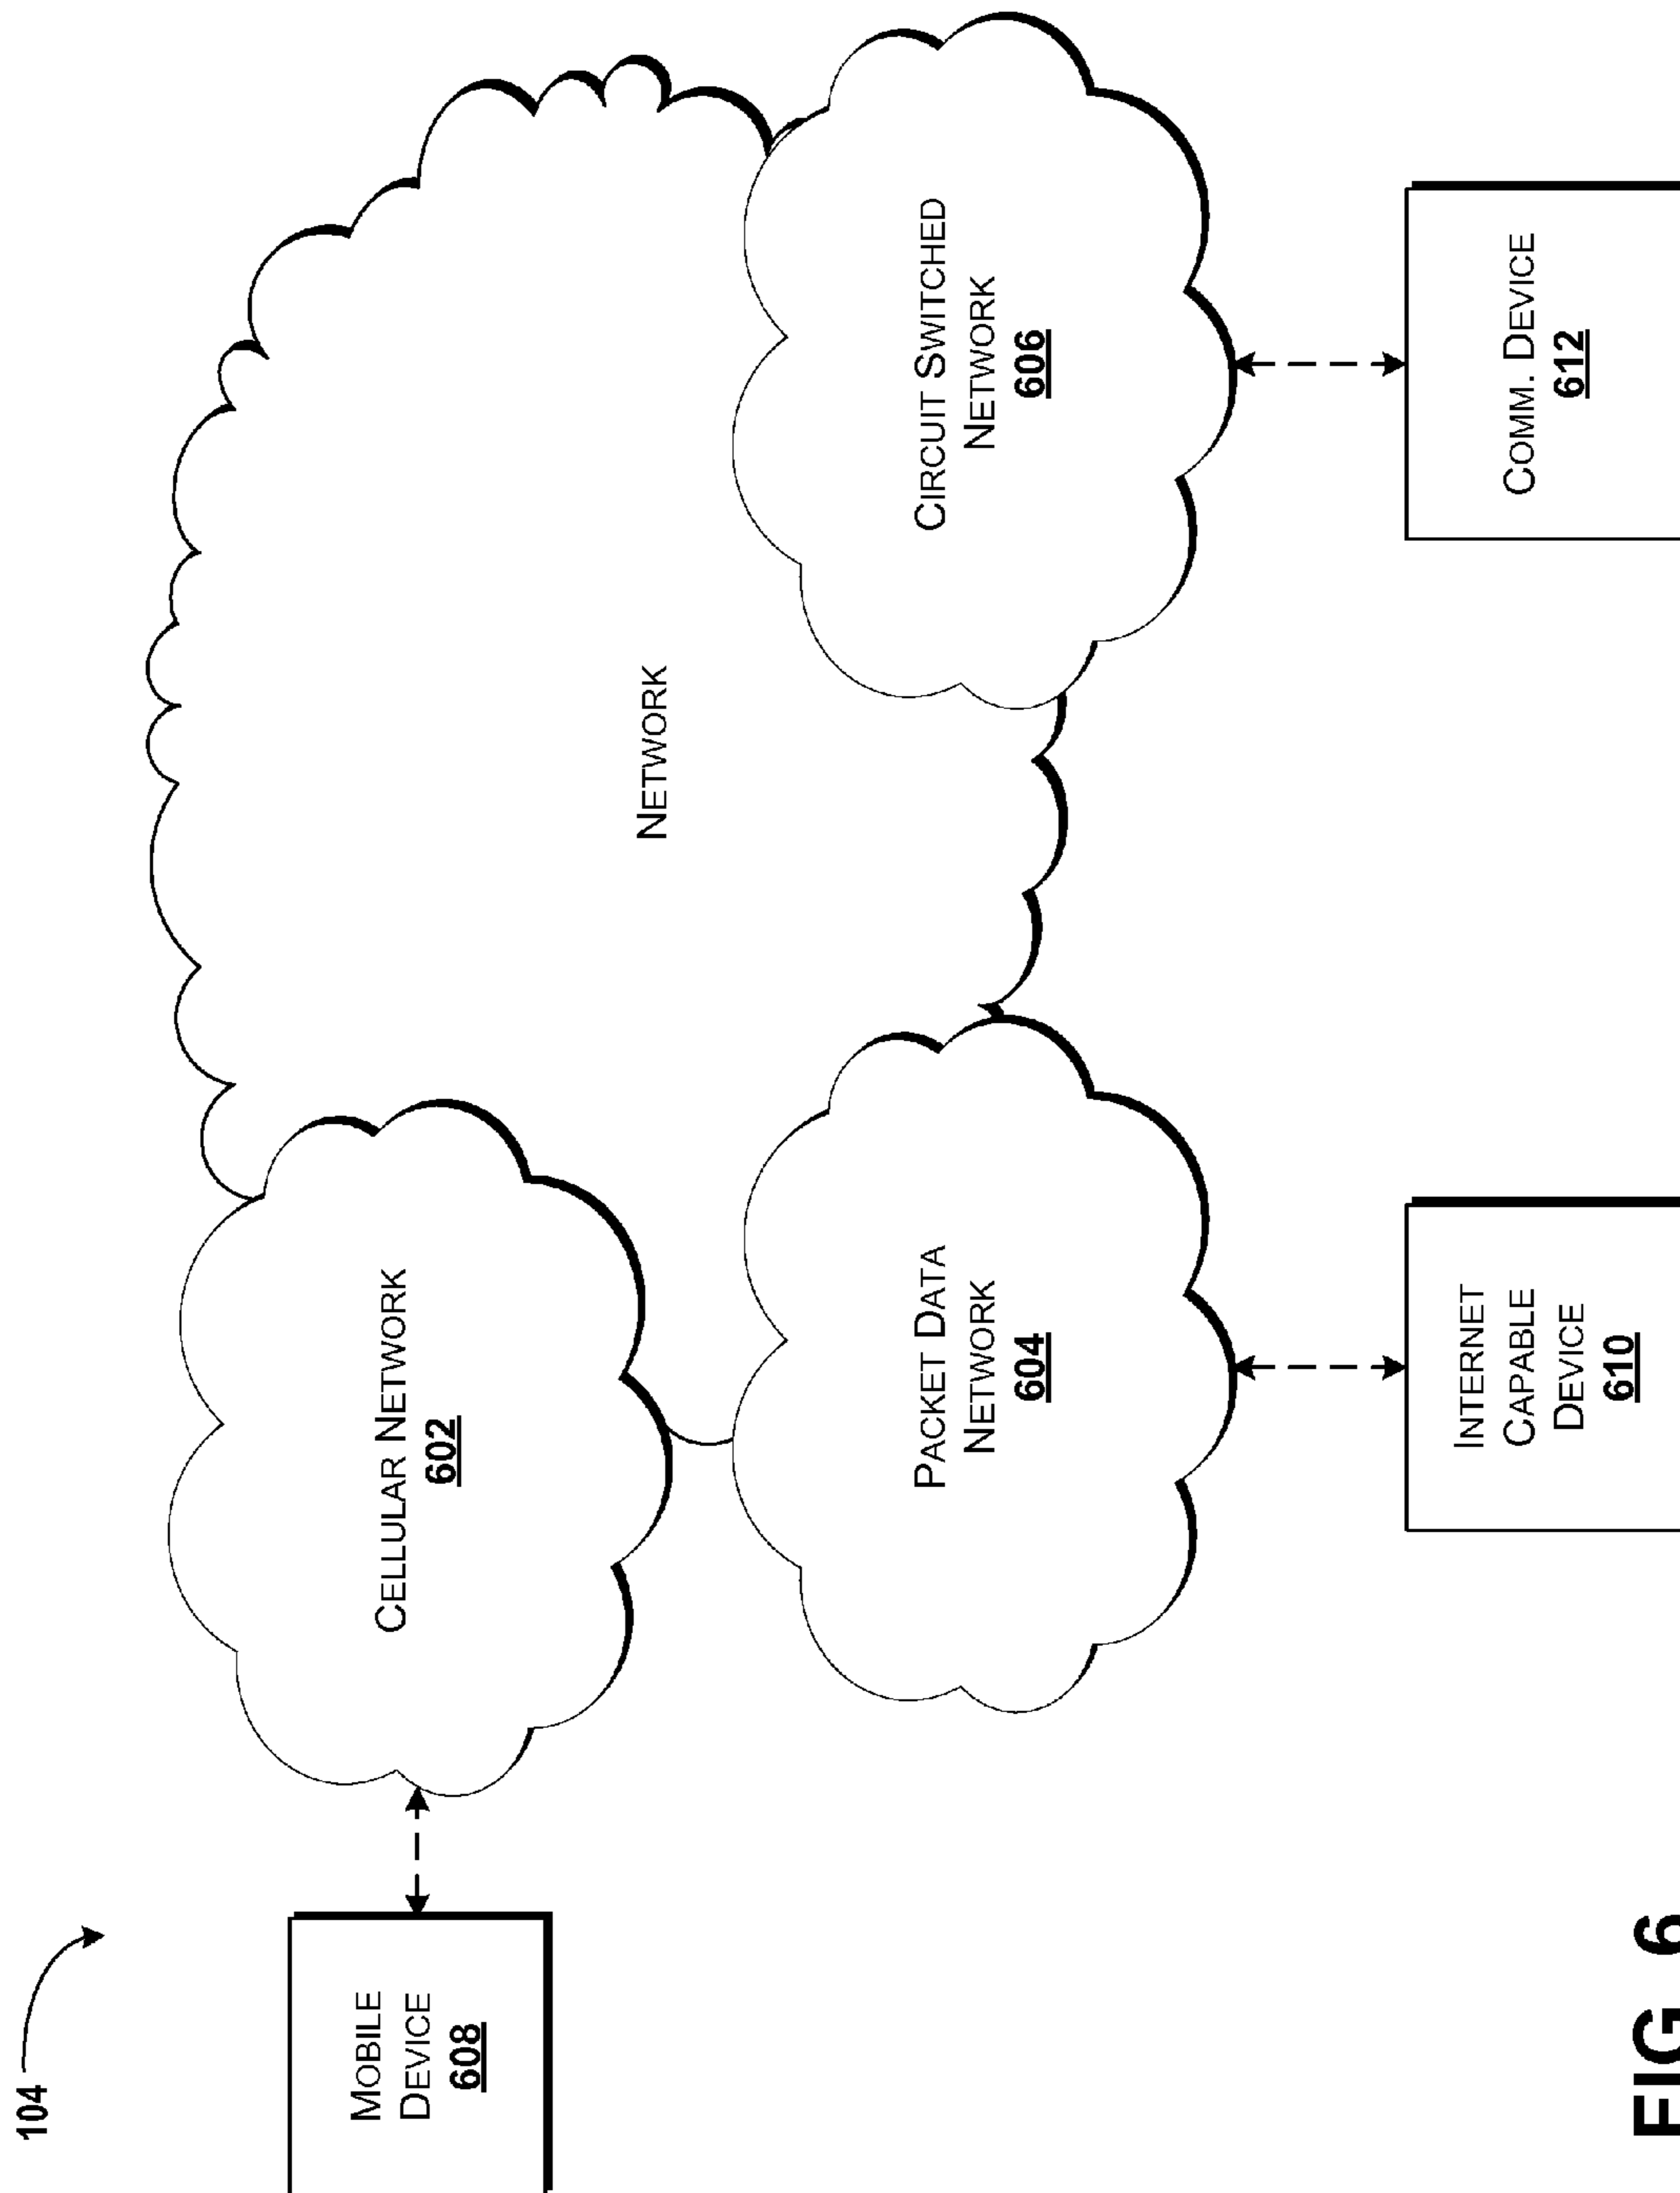 104
MOBILE
DEVICE
608
CELLULAR NETWORK
602
NETWORK
PACKET DATA
NETWORK
604
CIRCUIT SWITCHED
NETWORK
606
INTERNET
CAPABLE
DEVICE
610
COMM. DEVICE
612
FIG. 6